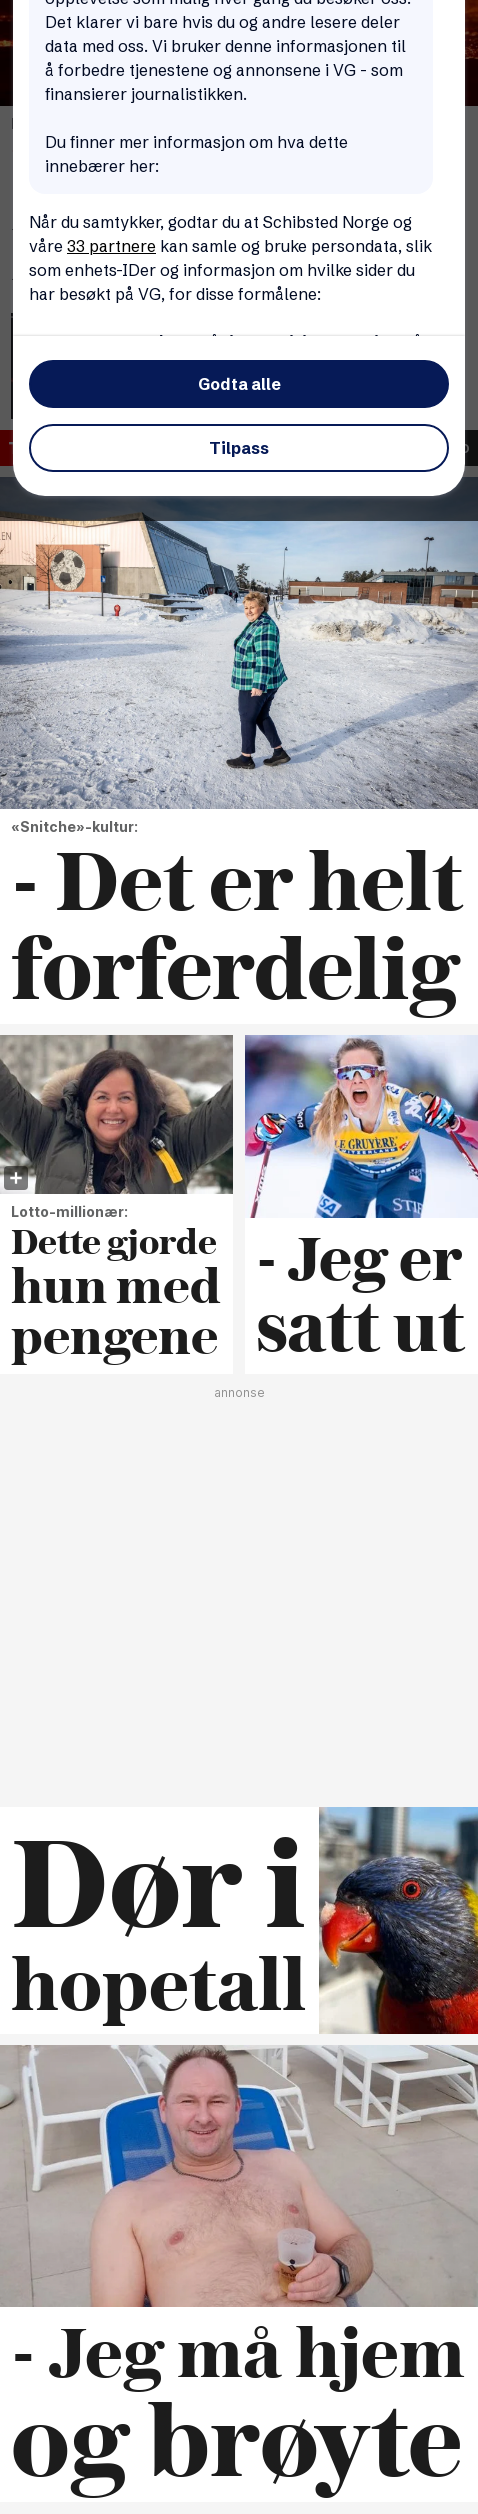 Det klarer vi bare hvis du og andre lesere deler
data med oss. Vi bruker denne informasjonen til
å forbedre tjenestene og annonsene i VG - som
finansierer journalistikken.
Du finner mer informasjon om hva dette
innebærer her:
Når du samtykker, godtar du at Schibsted Norge og
våre 33 partnere kan samle og bruke persondata, slik
som enhets-IDer og informasjon om hvilke sider du
har besøkt på VG, for disse formålene:
Godta alle
Tilpass
«Snitche»-kultur:
- Det er helt
forferdelig
LE GRUYÈRE
SWITZERLAND
VISA
Lotto-millionær:
Dette gjorde
hun med
pengene
- Jeg er
satt ut
annonse
Dør i
hopetall
- Jeg må hjem
og brøyte